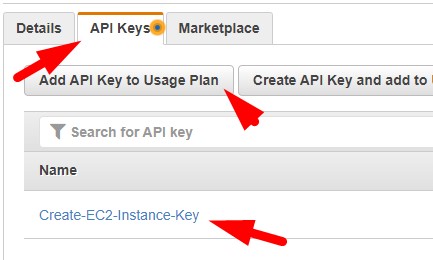 Details API Keys Marketplace
Add API Key to Usage Plan Create API Key and add to
Search for API key
Name
Create-EC2-Instance-Key